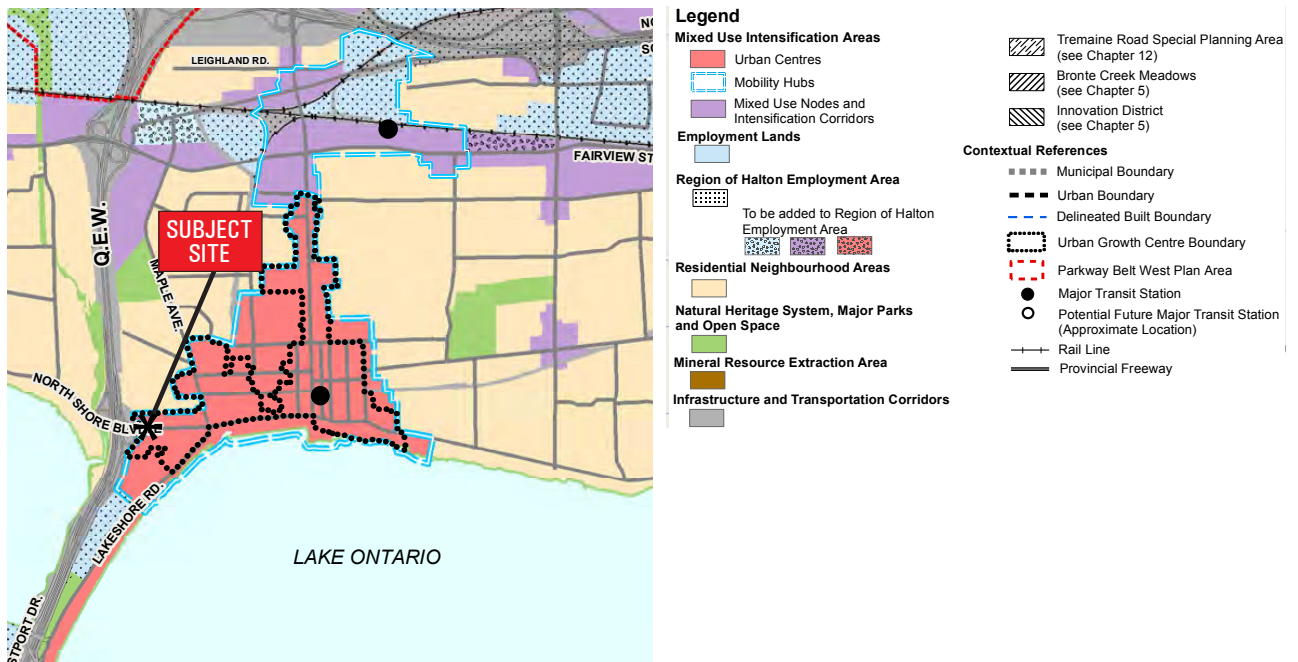 LEIGHLAND RD.
FAIRVIEW ST
Q.E.W.
SUBJECT
SITE
MAPLE AVE.
NORTH SHORE BLVD E
LAKESHORE RD.
LAKE ONTARIO
STPORT DR.
NO
SO
Legend
Mixed Use Intensification Areas
Urban Centres
Mobility Hubs
Mixed Use Nodes and
Intensification Corridors
Employment Lands
Region of Halton Employment Area
To be added to Region of Halton
Employment Area
Residential Neighbourhood Areas
Natural Heritage System, Major Parks
and Open Space
Mineral Resource Extraction Area
Infrastructure and Transportation Corridors
Tremaine Road Special Planning Area
(see Chapter 12)
Bronte Creek Meadows
(see Chapter 5)
Innovation District
(see Chapter 5)
Contextual References
Municipal Boundary
Urban Boundary
Delineated Built Boundary
Urban Growth Centre Boundary
Parkway Belt West Plan Area
Major Transit Station
Potential Future Major Transit Station
(Approximate Location)
Rail Line
Provincial Freeway